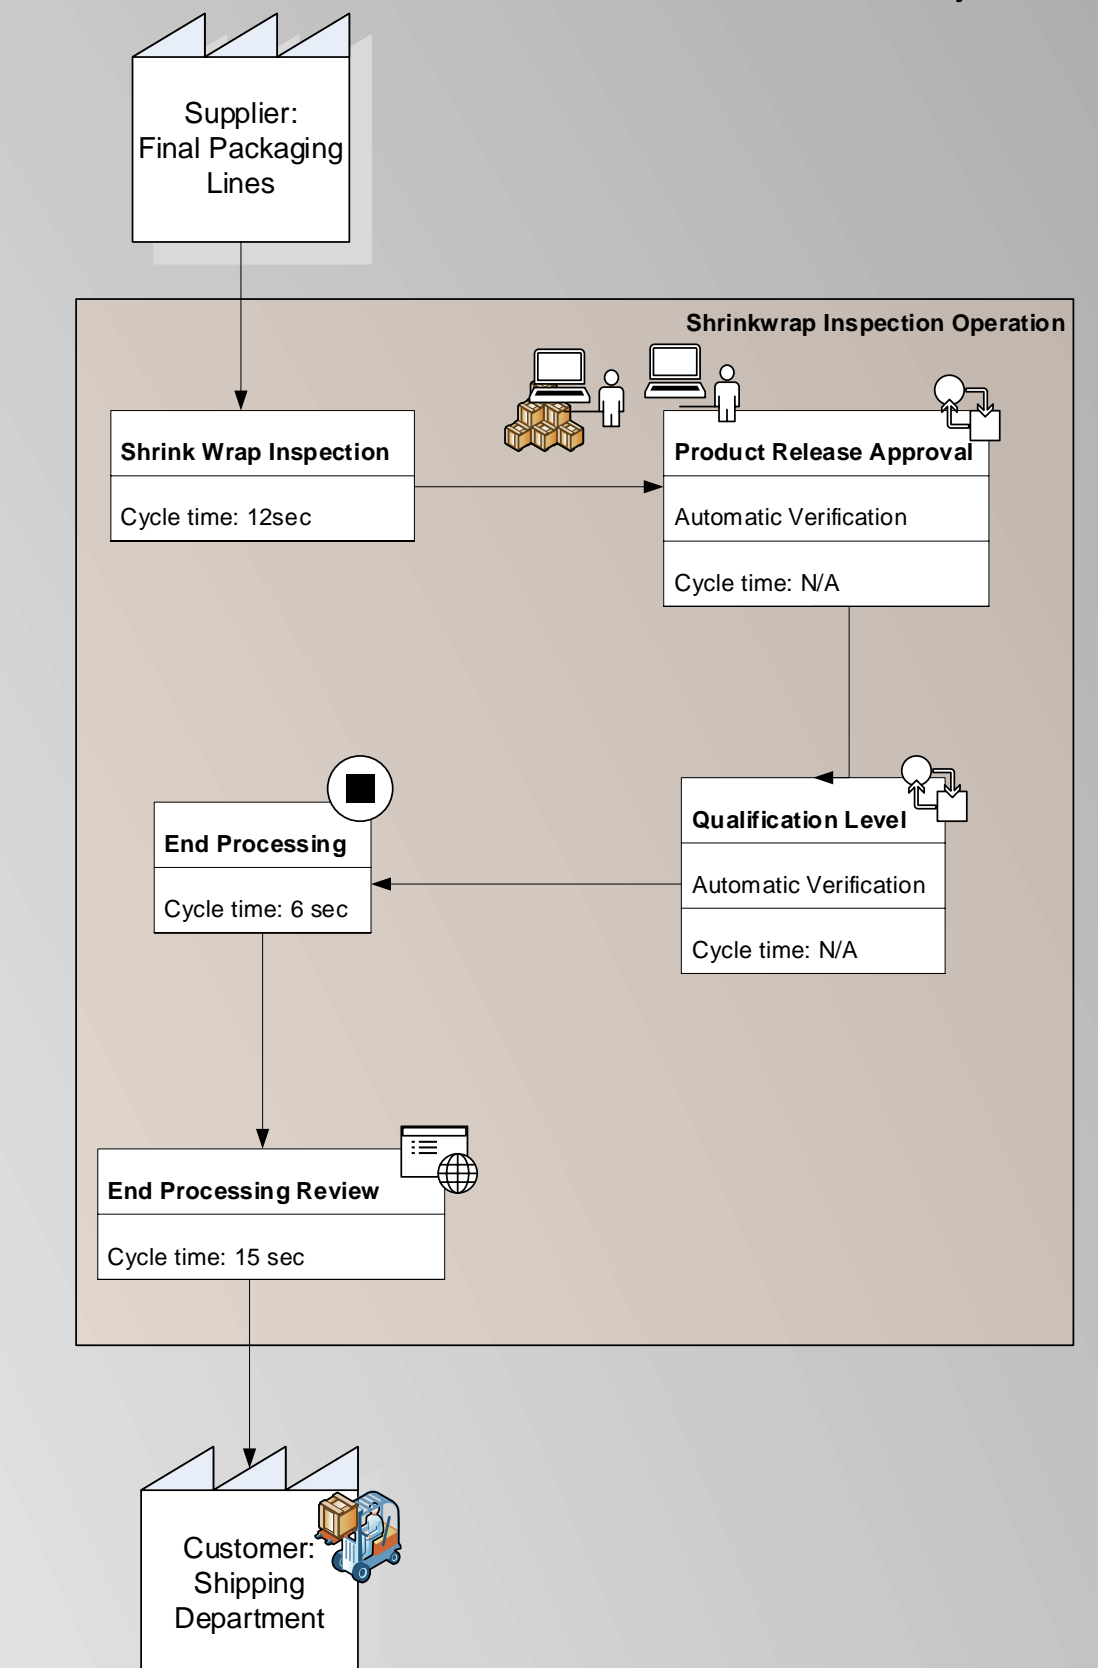 Supplier:
Final Packaging
Lines
Shrinkwrap Inspection Operation
Shrink Wrap Inspection
Cycle time: 12sec
Product Release Approval
Automatic Verification
Cycle time: N/A
Qualification Level
Automatic Verification
Cycle time: N/A
End Processing
Cycle time: 6 sec
End Processing Review
Cycle time: 15 sec
Customer:
Shipping
Department